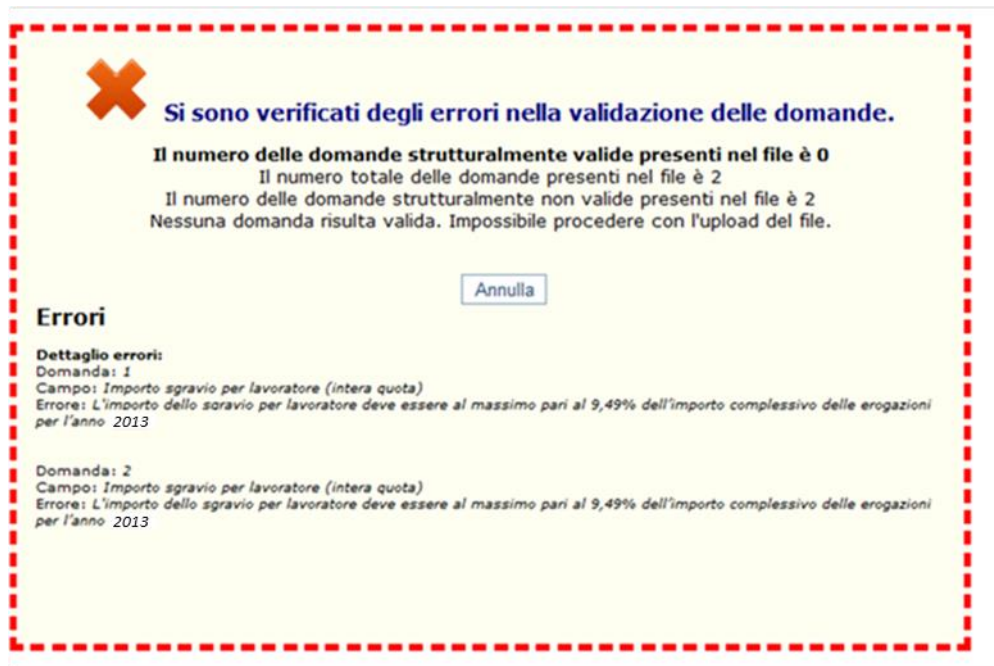 Si sono verificati degli errori nella validazione delle domande.
Il numero delle domande strutturalmente valide presenti nel file è 0
Il numero totale delle domande presenti nel file è 2
Il numero delle domande strutturalmente non valide presenti nel file è 2
Nessuna domanda risulta valida. Impossibile procedere con l'upload del file.
Annulla
Errori
Dettaglio errori:
Domanda: 1
Campo: Importo sgravio per lavoratore (intera quota)
Errore: L'importo dello sgravio per lavoratore deve essere al massimo pari al 9,49% dell'importo complessivo delle erogazioni
per l'anno 2013
Domanda: 2
Campo: Importo sgravio per lavoratore (intera quota)
Errore: L'importo dello sgravio per lavoratore deve essere al massimo pari al 9,49% dell'importo complessivo delle erogazioni
per l'anno 2013